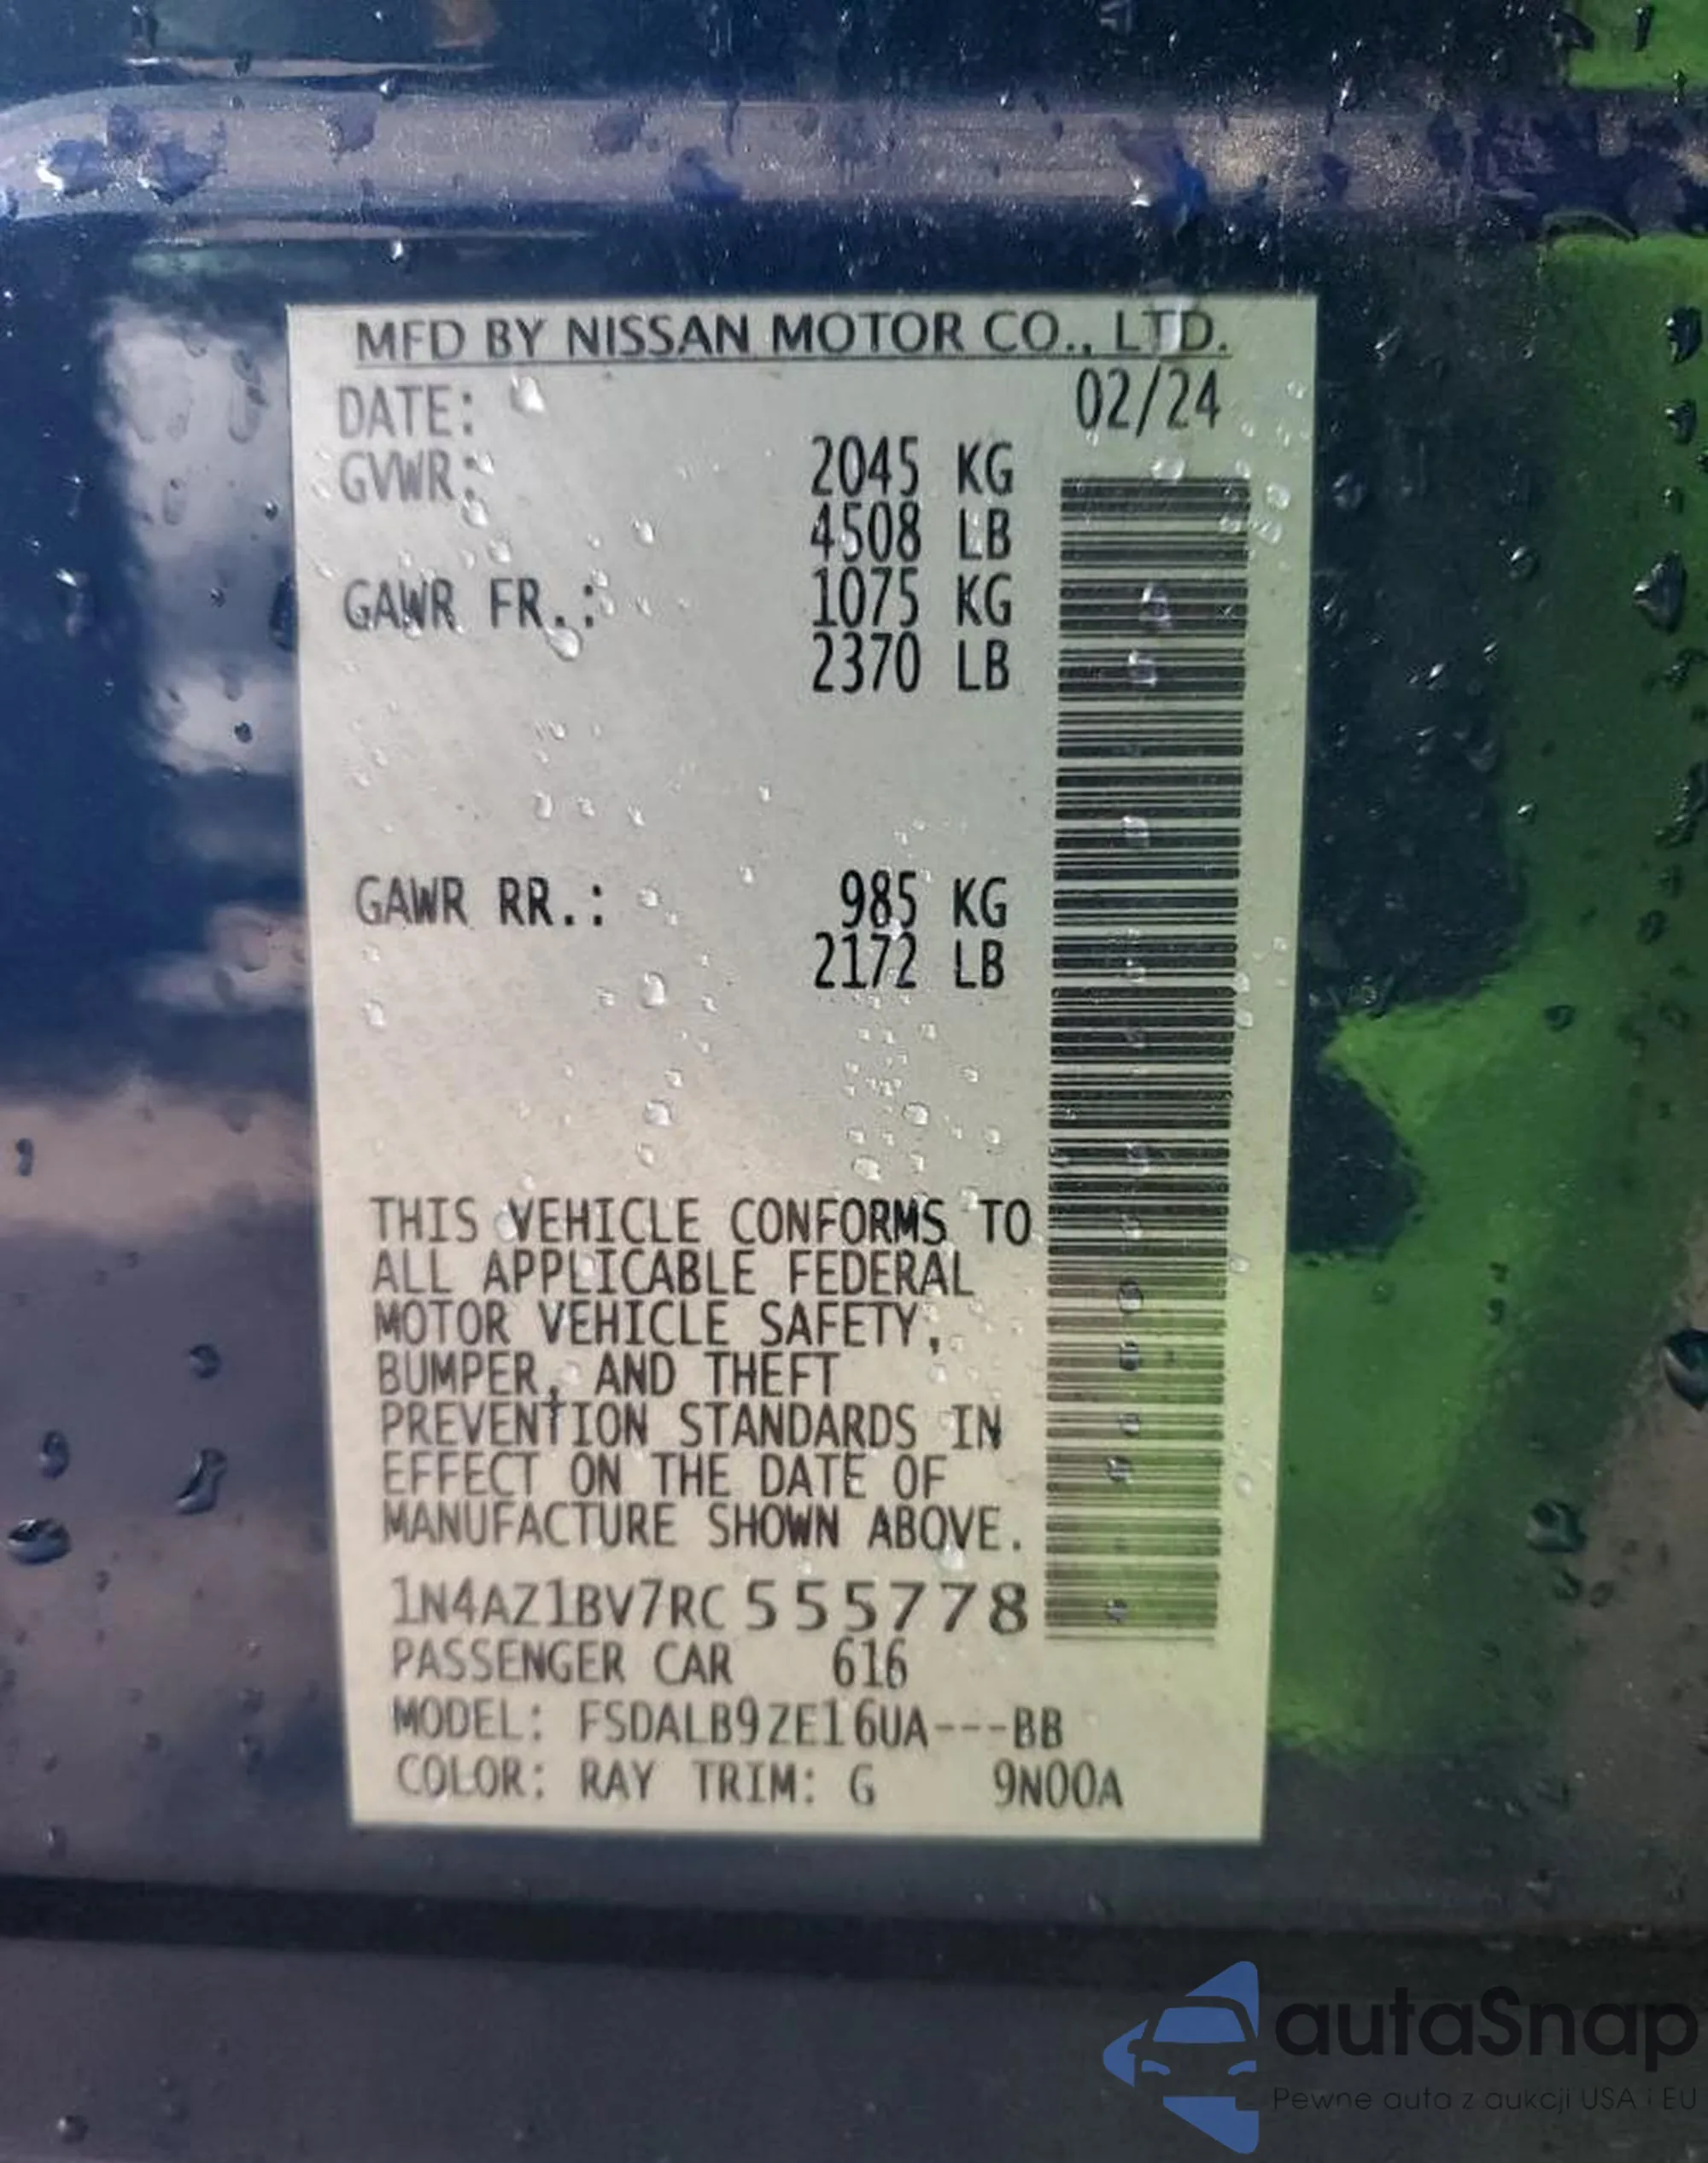 MFD BY NISSAN MOTOR CO., LTD.
DATE: 02/24
GVWR: 2045 KG
4508 LB
GAWR FR.: 1075 KG
2370 LB
GAWR RR.: 985 KG
2172 LB
THIS VEHICLE CONFORMS TO
ALL APPLICABLE FEDERAL
MOTOR VEHICLE SAFETY,
BUMPER, AND THEFT
PREVENTION STANDARDS IN
EFFECT ON THE DATE OF
MANUFACTURE SHOWN ABOVE.
1N4AZ1BV7RC555778
PASSENGER CAR 616
MODEL: FSDALB9ZE16UA---BB
COLOR: RAY TRIM: G 9N00A
autaSnap
Pewne auta z aukcji USA i EU